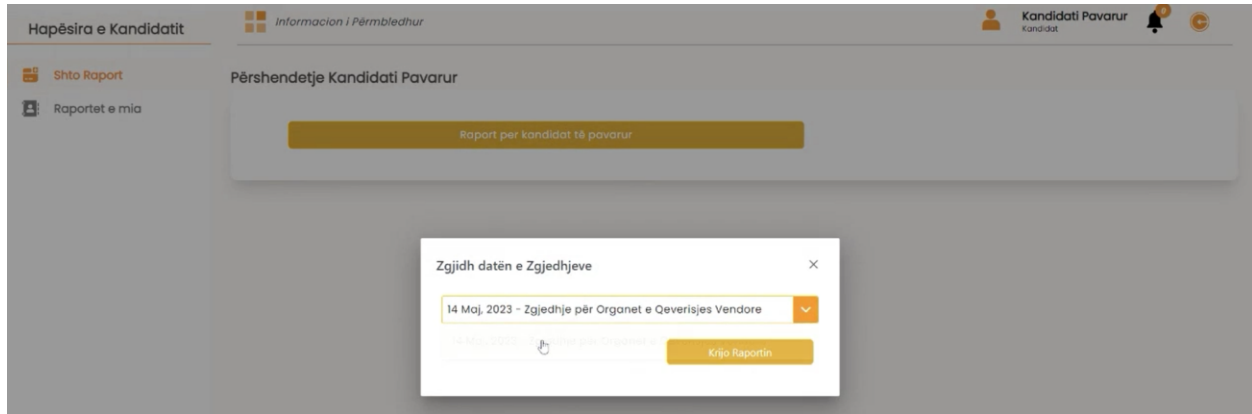 Hapësira e Kandidatit
Informacion i Përmbledhur
Kandidati Pavarur
Kandidat
Shto Raport
Raportet e mia
Përshendetje Kandidati Pavarur
Raport per kandidat të pavarur
Zgjidh datën e Zgjedhjeve
14 Maj, 2023 - Zgjedhje për Organet e Qeverisjes Vendore
Krijo Raportin